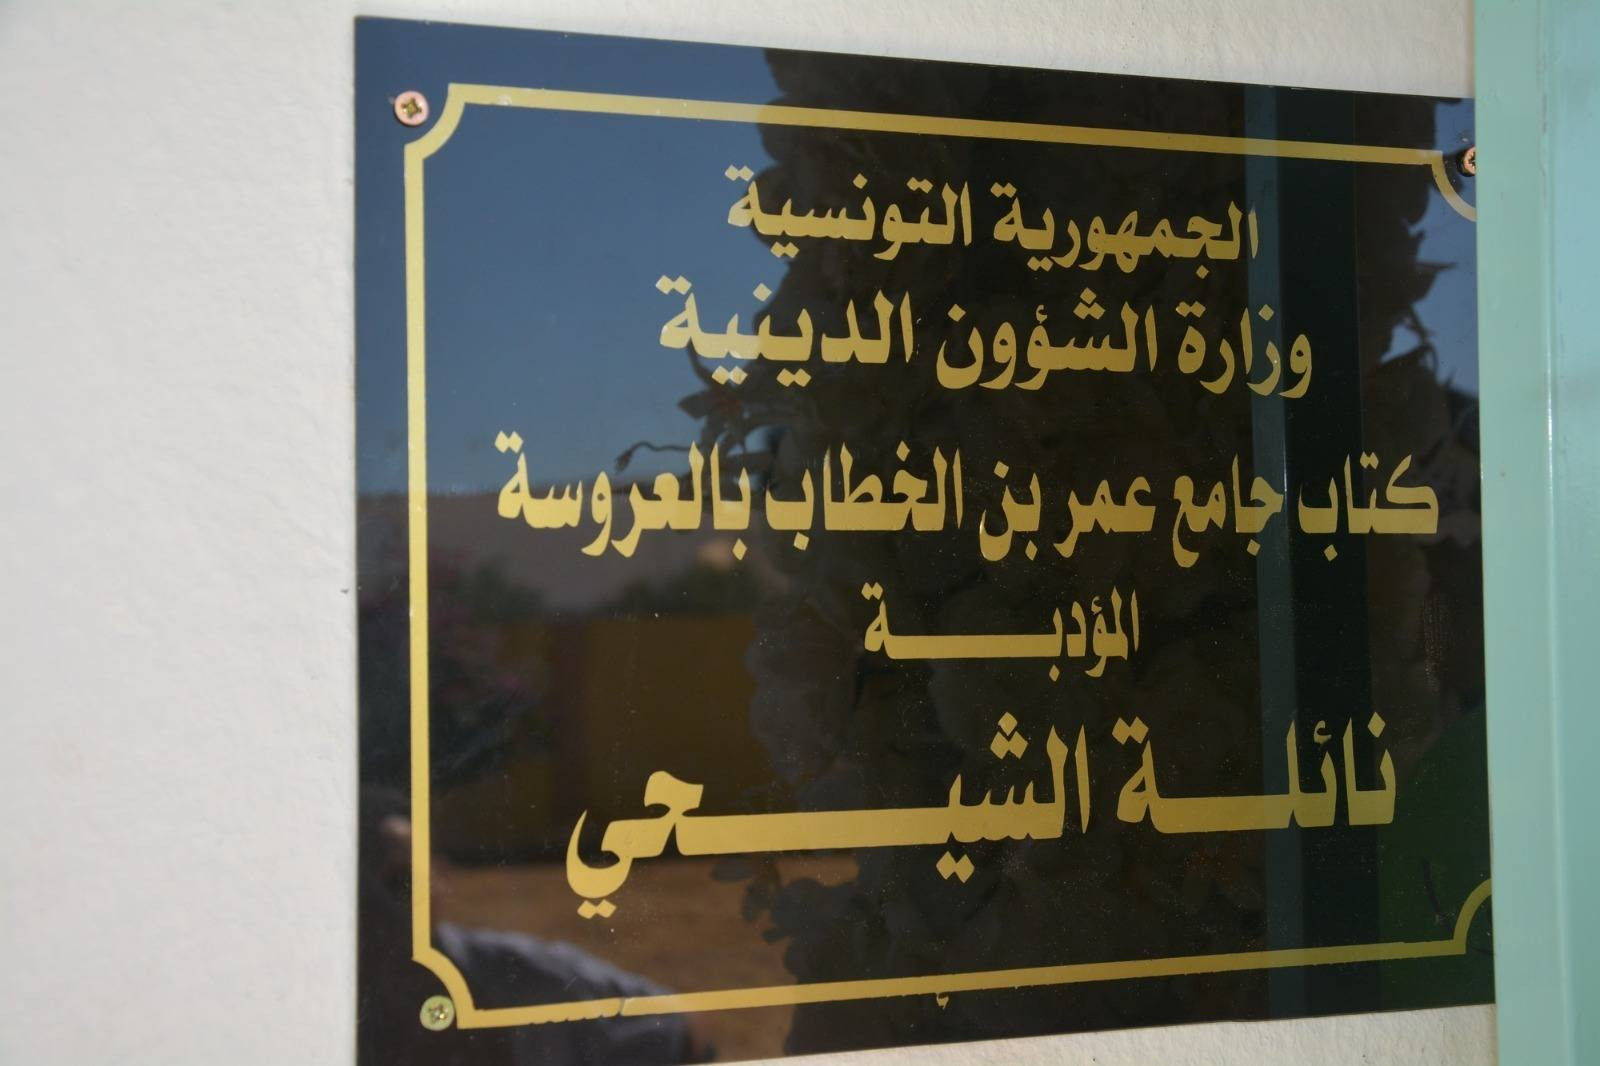 الجمهورية التونسية
وزارة الشؤون الدينية
كتاب جامع عمر بن الخطاب بالعروسة
المؤدبة
نائلة الشيحي